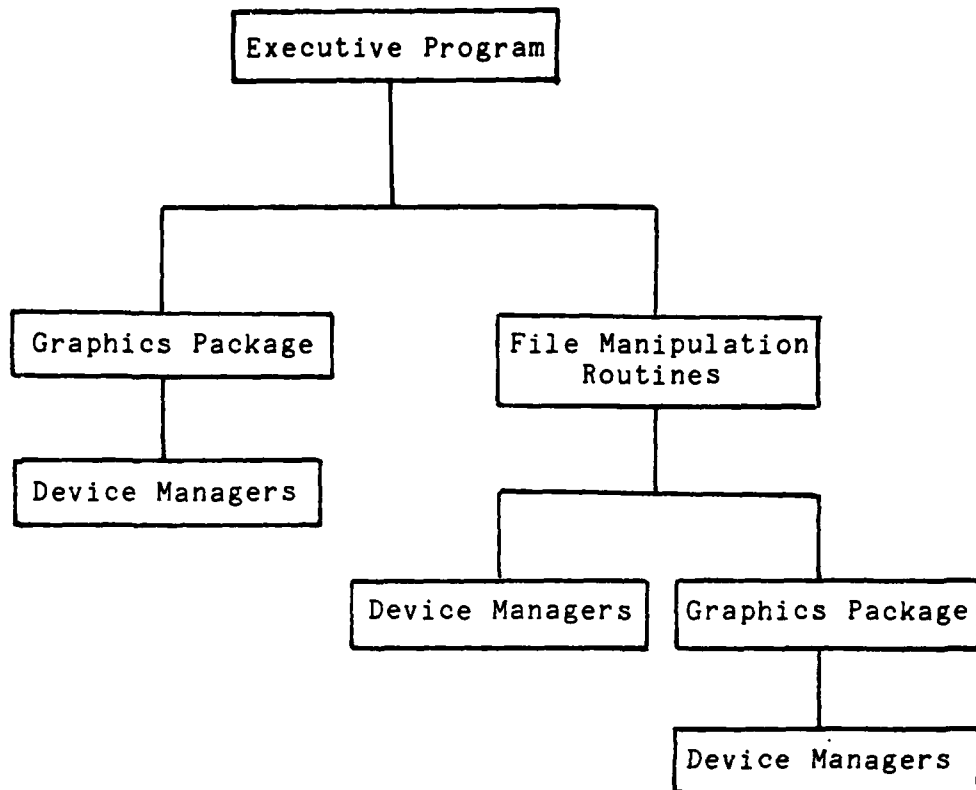 Executive Program
Graphics Package
File Manipulation
Routines
Device Managers
Device Managers
Graphics Package
Device Managers